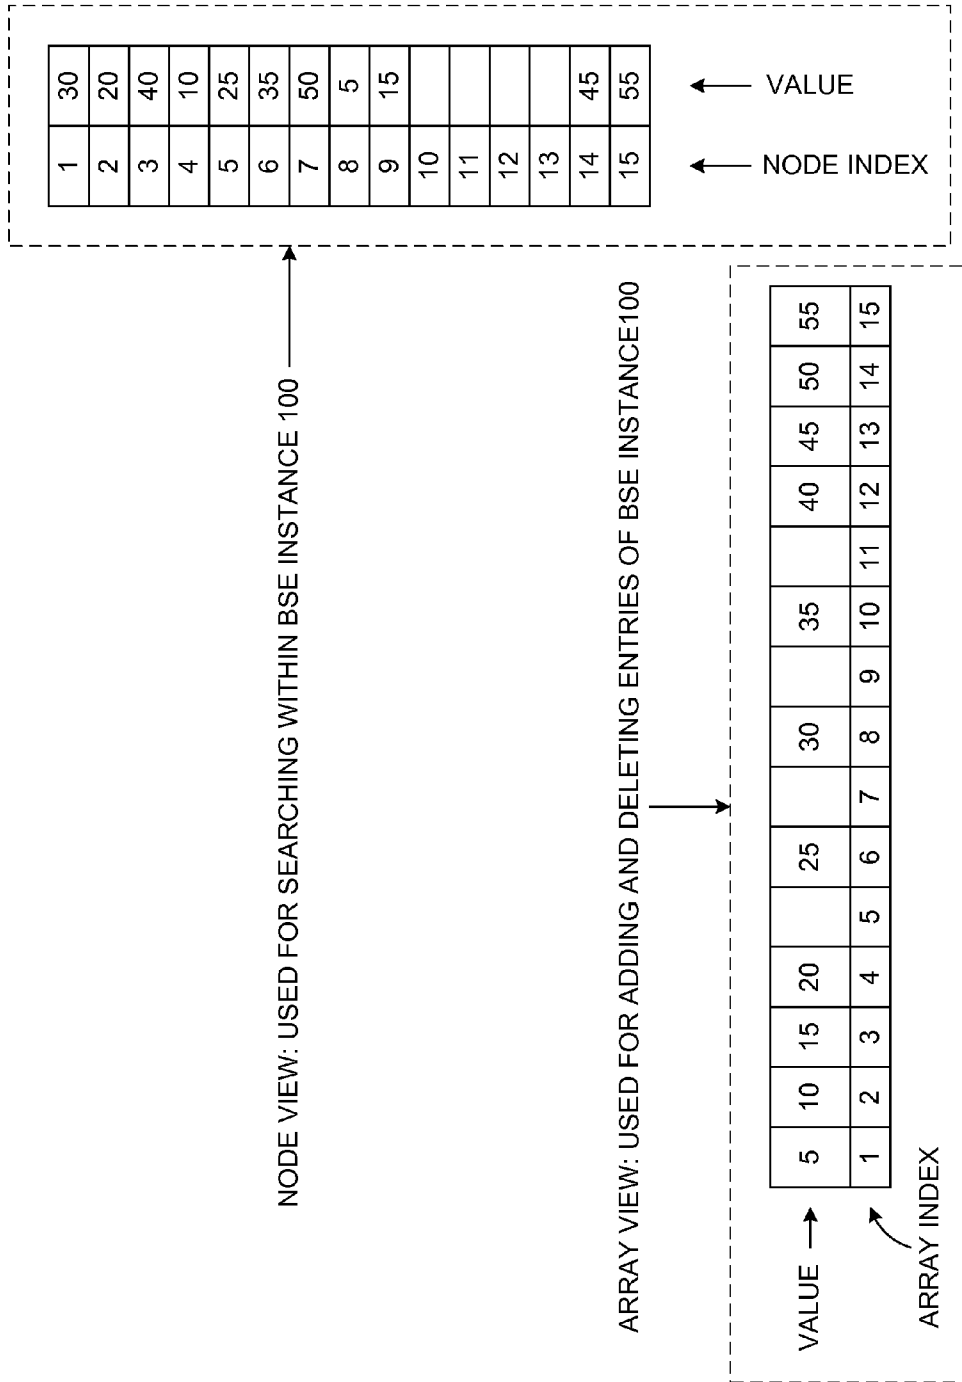 30 20 40 10 25 35 50 5 15 45 55
VALUE
1 2 3 4 5 6 7 8 9 10 11 12 13 14 15
NODE INDEX
NODE VIEW: USED FOR SEARCHING WITHIN BSE INSTANCE 100
ARRAY VIEW: USED FOR ADDING AND DELETING ENTRIES OF BSE INSTANCE100
VALUE
5 10 15 20 25 30 35 40 45 50 55
1 2 3 4 5 6 7 8 9 10 11 12 13 14 15
ARRAY INDEX